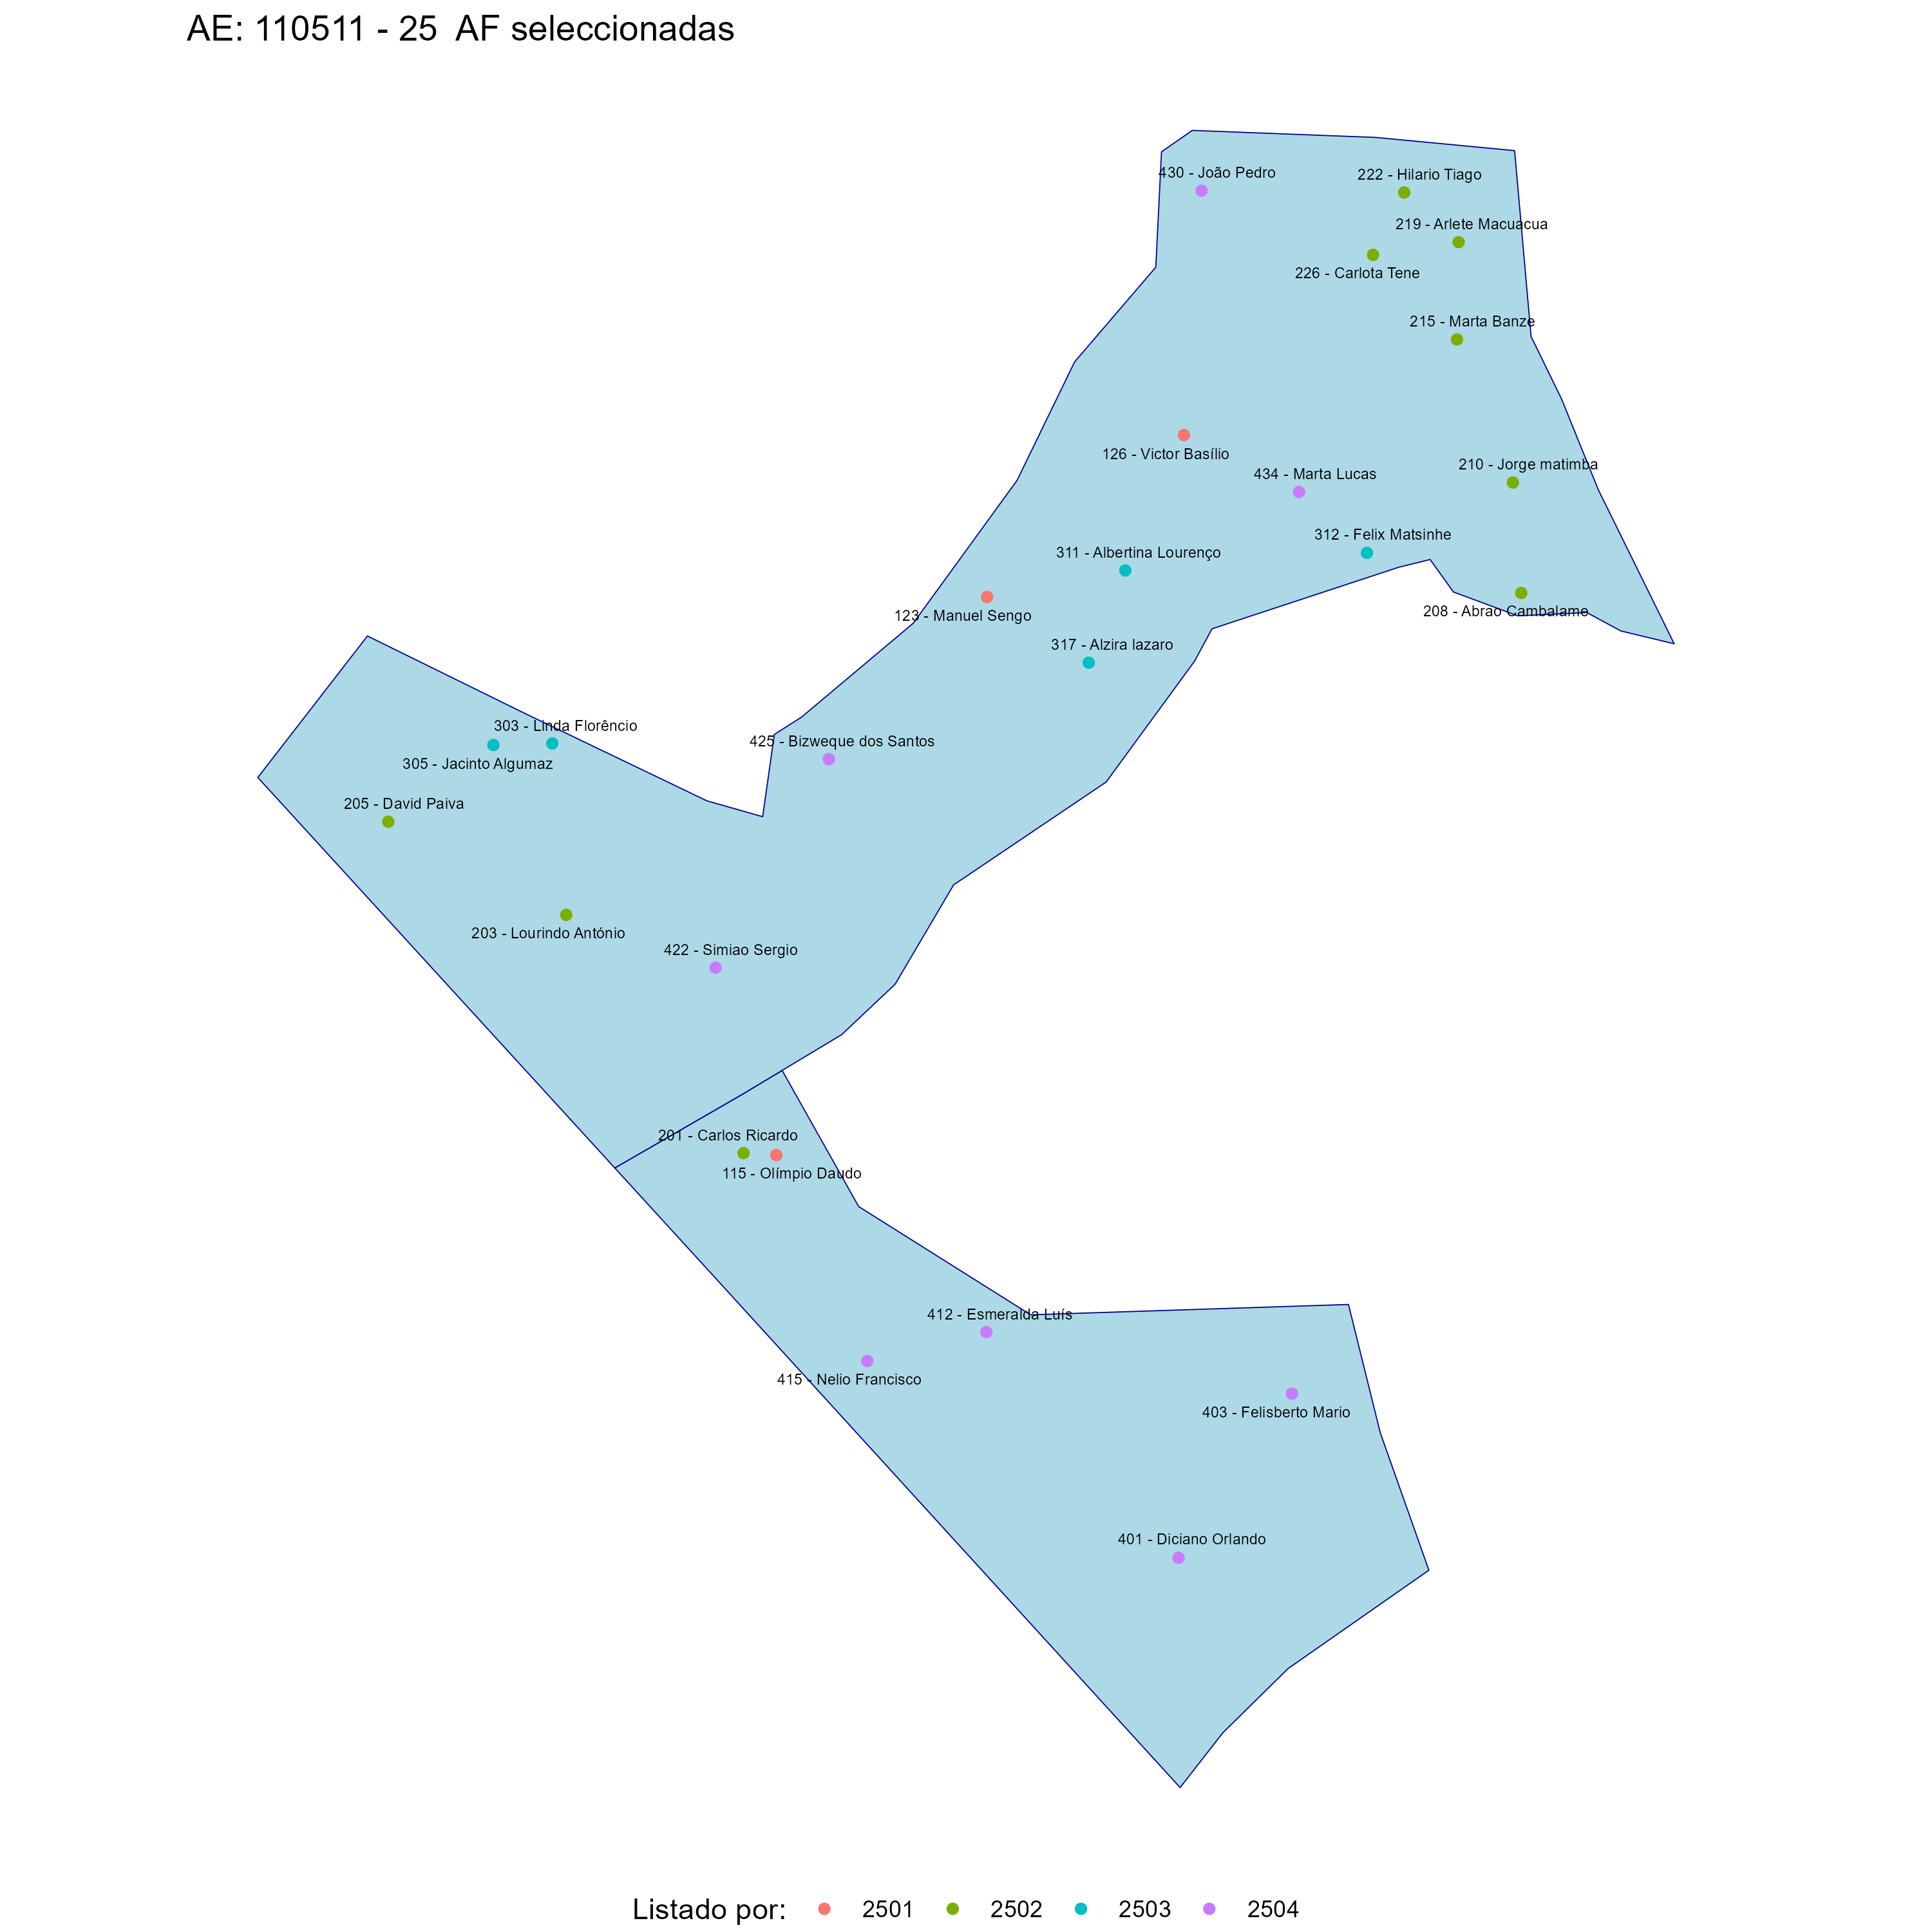 AE: 110511 - 25  AF seleccionadas
430 - João Pedro
222 - Hilario Tiago
219 - Arlete Macuacua
226 - Carlota Tene
215 - Marta Banze
126 - Victor Basílio
434 - Marta Lucas
210 - Jorge matimba
312 - Felix Matsinhe
311 - Albertina Lourenço
123 - Manuel Sengo
208 - Abrao Cambalame
317 - Alzira lazaro
303 - Linda Florêncio
425 - Bizweque dos Santos
305 - Jacinto Algumaz
205 - David Paiva
203 - Lourindo António
422 - Simiao Sergio
201 - Carlos Ricardo
115 - Olímpio Daudo
412 - Esmeralda Luís
415 - Nelio Francisco
403 - Felisberto Mario
401 - Diciano Orlando
Listado por: 2501 2502 2503 2504